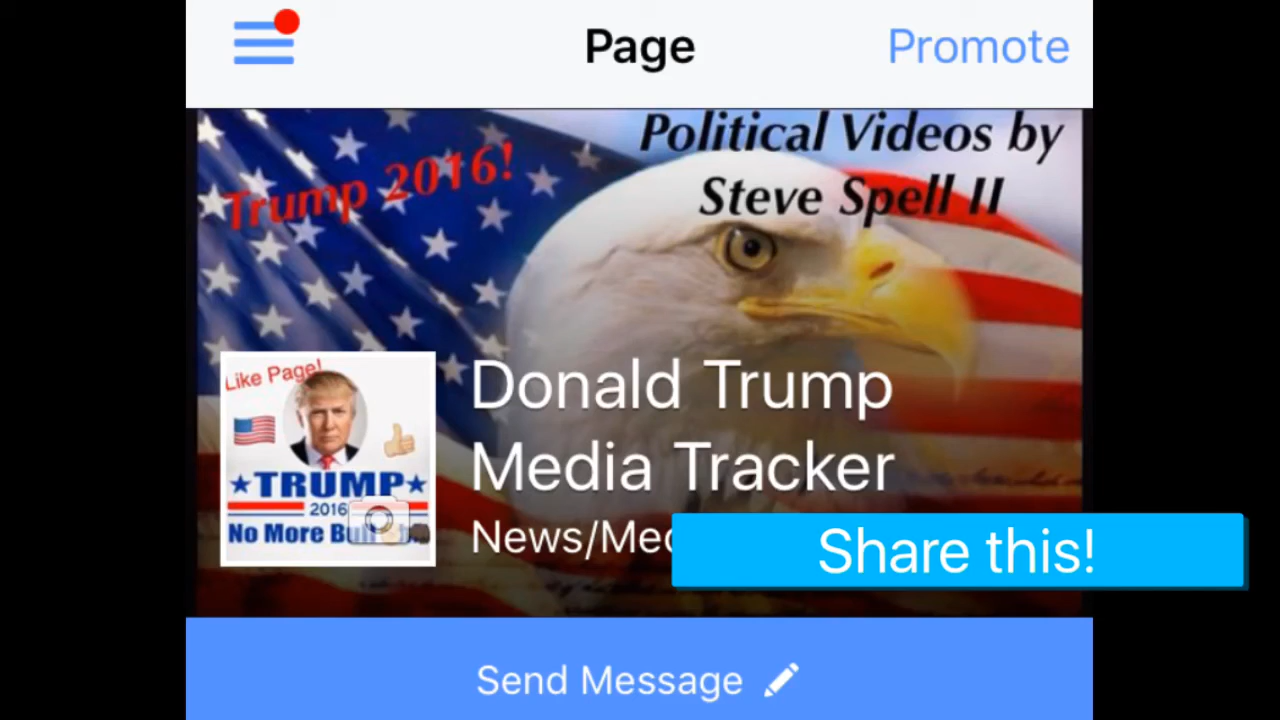 Page
Promote
Political Videos by
Steve Spell II
Trump 2016!
Like Page!
TRUMP
2016
No More
Donald Trump
Media Tracker
Share this!
Send Message